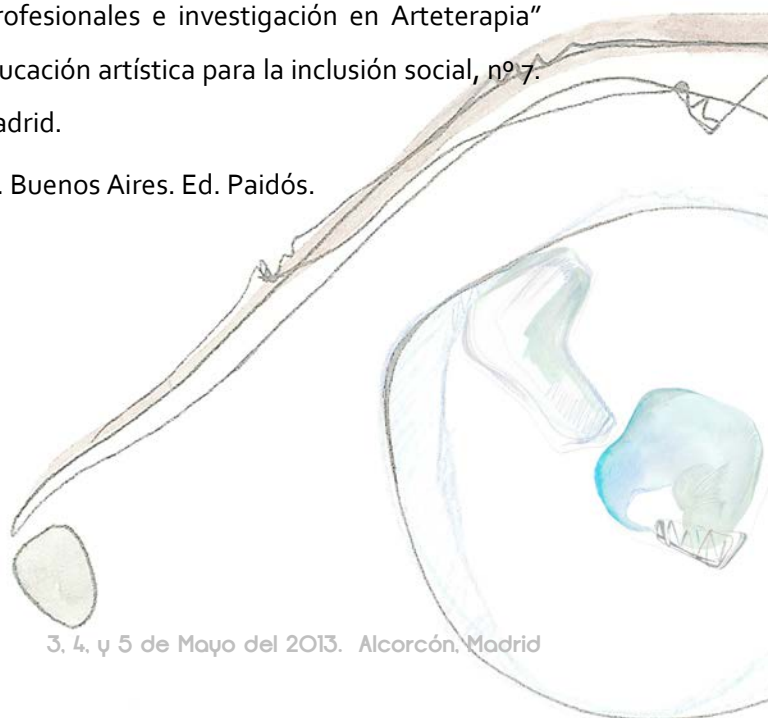 rofesionales e investigación en Arteterapia”
ucación artística para la inclusión social, nº 7.
adrid.
. Buenos Aires. Ed. Paidós.
3, 4, y 5 de Mayo del 2013. Alcorcón, Madrid